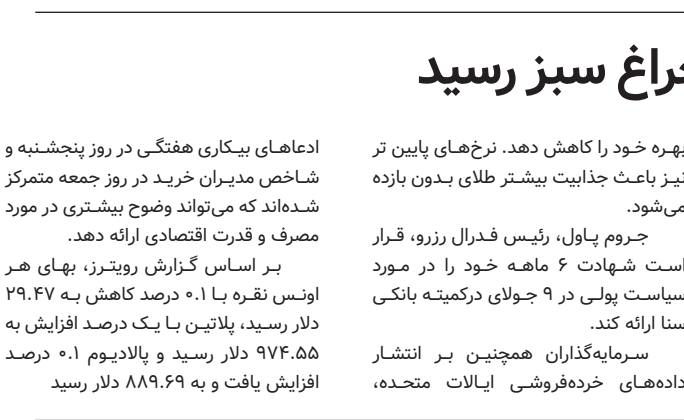 چراغ سبز رسید
بهره خود را کاهش دهد. نرخ‌های پایین تر
نیز باعث جذابیت بیشتر طلای بدون بازده
می‌شود.
جروم پاول، رئیس فدرال رزرو، قرار
است شهادت ۶ ماهه خود را در مورد
سیاست پولی در ۹ جولای درکمیته بانکی
سنا ارائه کند.
سرمایه‌گذاران همچنین بر انتشار
داده‌های خرده‌فروشی ایالات متحده،
ادعاهای بیکاری هفتگی در روز پنجشنبه و
شاخص مدیران خرید در روز جمعه متمرکز
شده‌اند که می‌تواند وضوح بیشتری در مورد
مصرف و قدرت اقتصادی ارائه دهد.
بر اساس گزارش رویترز، بهای هر
اونس نقره با ۰.۱ درصد کاهش به ۲۹.۴۷
دلار رسید، پلاتین با یک درصد افزایش به
۹۷۴.۵۵ دلار رسید و پالادیوم ۰.۱ درصد
افزایش یافت و به ۸۸۹.۶۹ دلار رسید